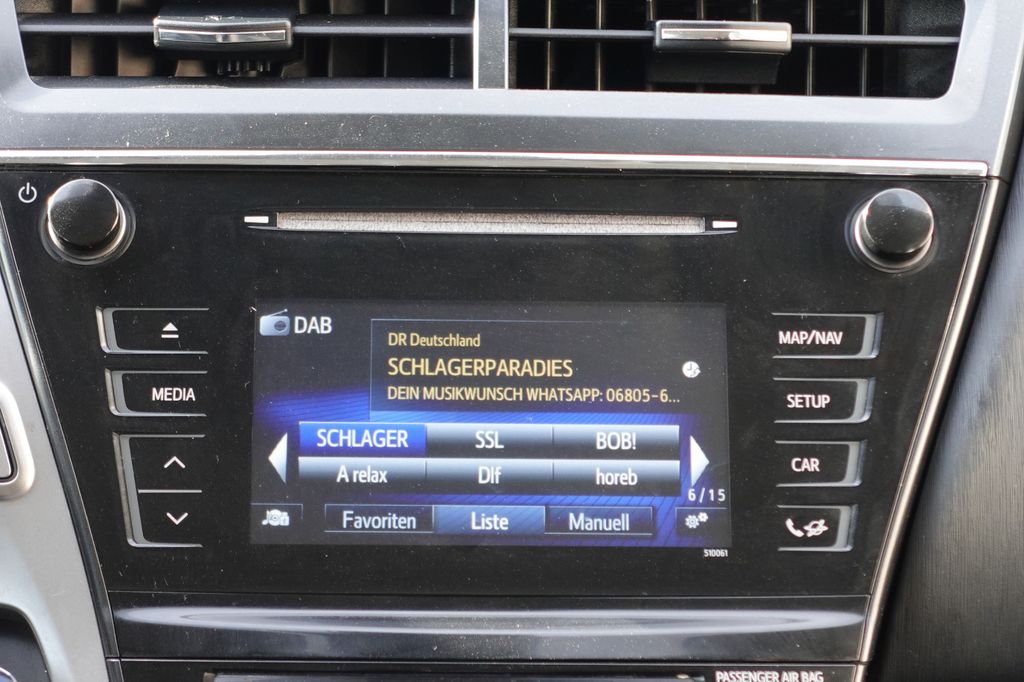 DAB
DR Deutschland
SCHLAGERPARADIES
DEIN MUSIKWUNSCH WHATSAPP: 06805-6...
SCHLAGER SSL BOB!
A relax Dlf horeb
6/15
Favoriten Liste Manuell
510061
MEDIA
MAP/NAV
SETUP
CAR
PASSENGER AIR BAG